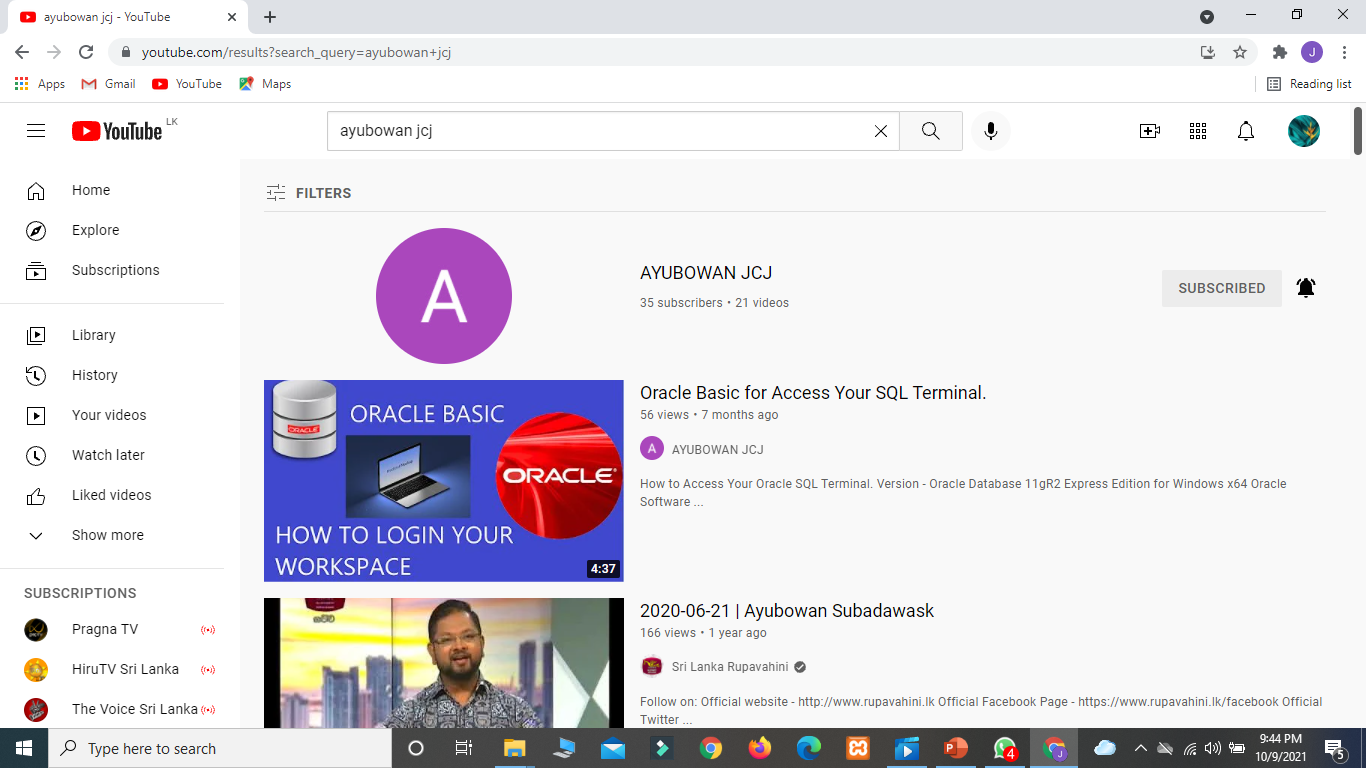 ayubowan jcj - YouTube
youtube.com/results?search_query=ayubowan+jcj
J
Apps
Gmail
YouTube
Maps
Reading list
YouTube LK
ayubowan jcj
Home
Explore
Subscriptions
Library
History
Your videos
Watch later
Liked videos
Show more
SUBSCRIPTIONS
Pragna TV
HiruTV Sri Lanka
The Voice Sri Lanka
FILTERS
A
AYUBOWAN JCJ
35 subscribers • 21 videos
SUBSCRIBED
ORACLE BASIC
ORACLE
ORACLE
HOW TO LOGIN YOUR
WORKSPACE
4:37
Oracle Basic for Access Your SQL Terminal.
56 views • 7 months ago
A AYUBOWAN JCJ
How to Access Your Oracle SQL Terminal. Version - Oracle Database 11gR2 Express Edition for Windows x64 Oracle
Software ...
2020-06-21 | Ayubowan Subadawask
166 views • 1 year ago
Sri Lanka Rupavahini
Follow on: Official website - http://www.rupavahini.lk Official Facebook Page - https://www.rupavahini.lk/facebook Official
Twitter ...
Type here to search
4
J
9:44 PM
10/9/2021
5